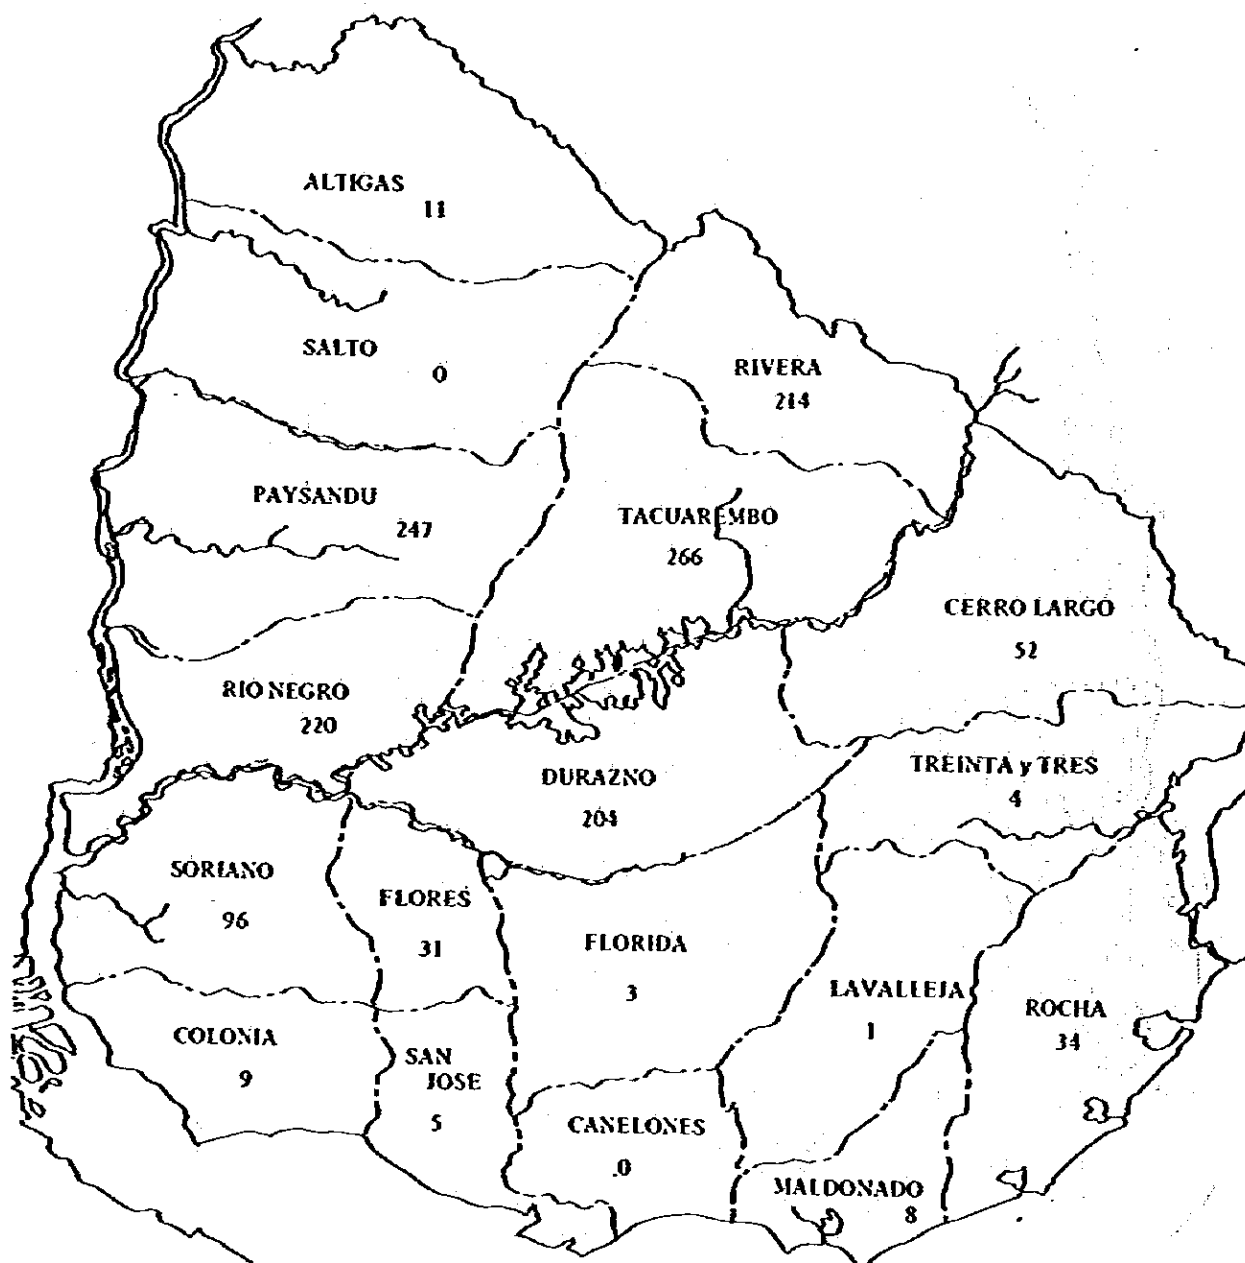 ALTIGAS
11
SALTO
0
RIVERA
214
PAYSANDU
247
TACUAREMBO
266
CERRO LARGO
52
RIO NEGRO
220
DURAZNO
204
TREINTA y TRES
4
SORIANO
96
FLORES
31
FLORIDA
3
LAVALLEJA
1
ROCHA
34
COLONIA
9
SAN
JOSE
5
CANELONES
0
MALDONADO
8